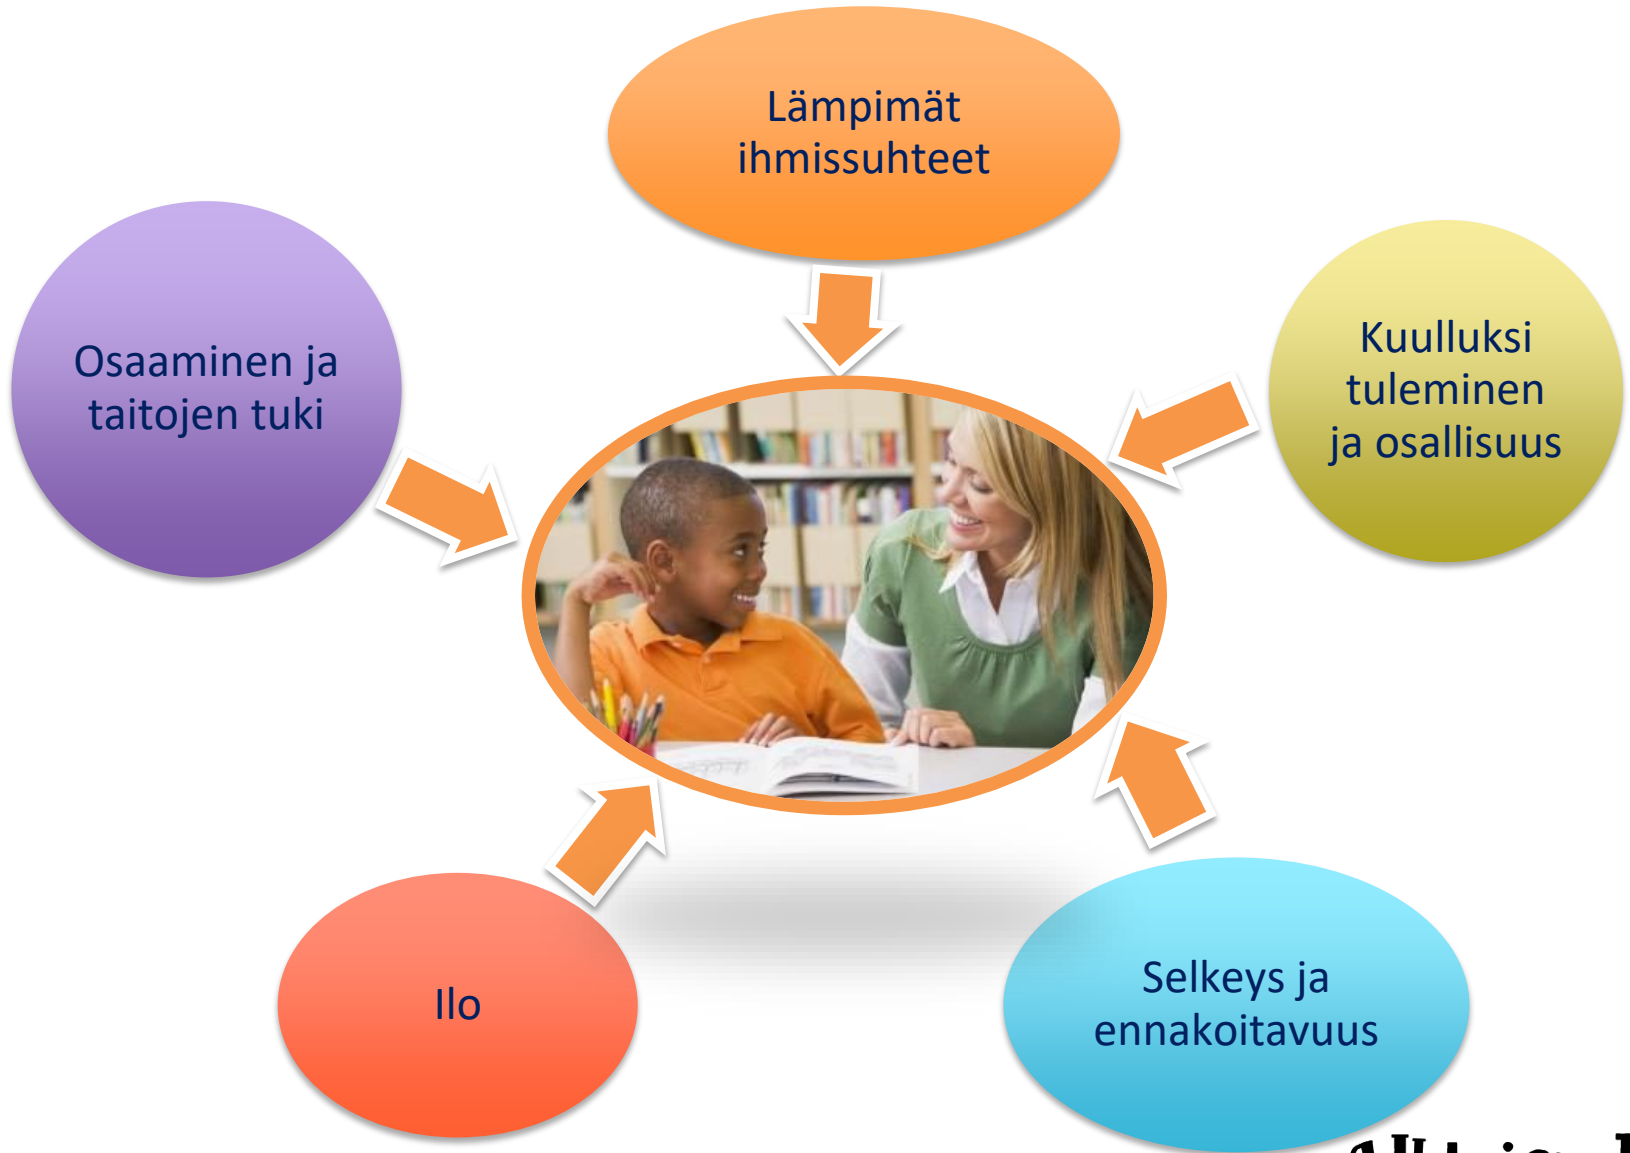 Lämpimät
ihmissuhteet
Osaaminen ja
taitojen tuki
Kuulluksi
tuleminen
ja osallisuus
Ilo
Selkeys ja
ennakoitavuus